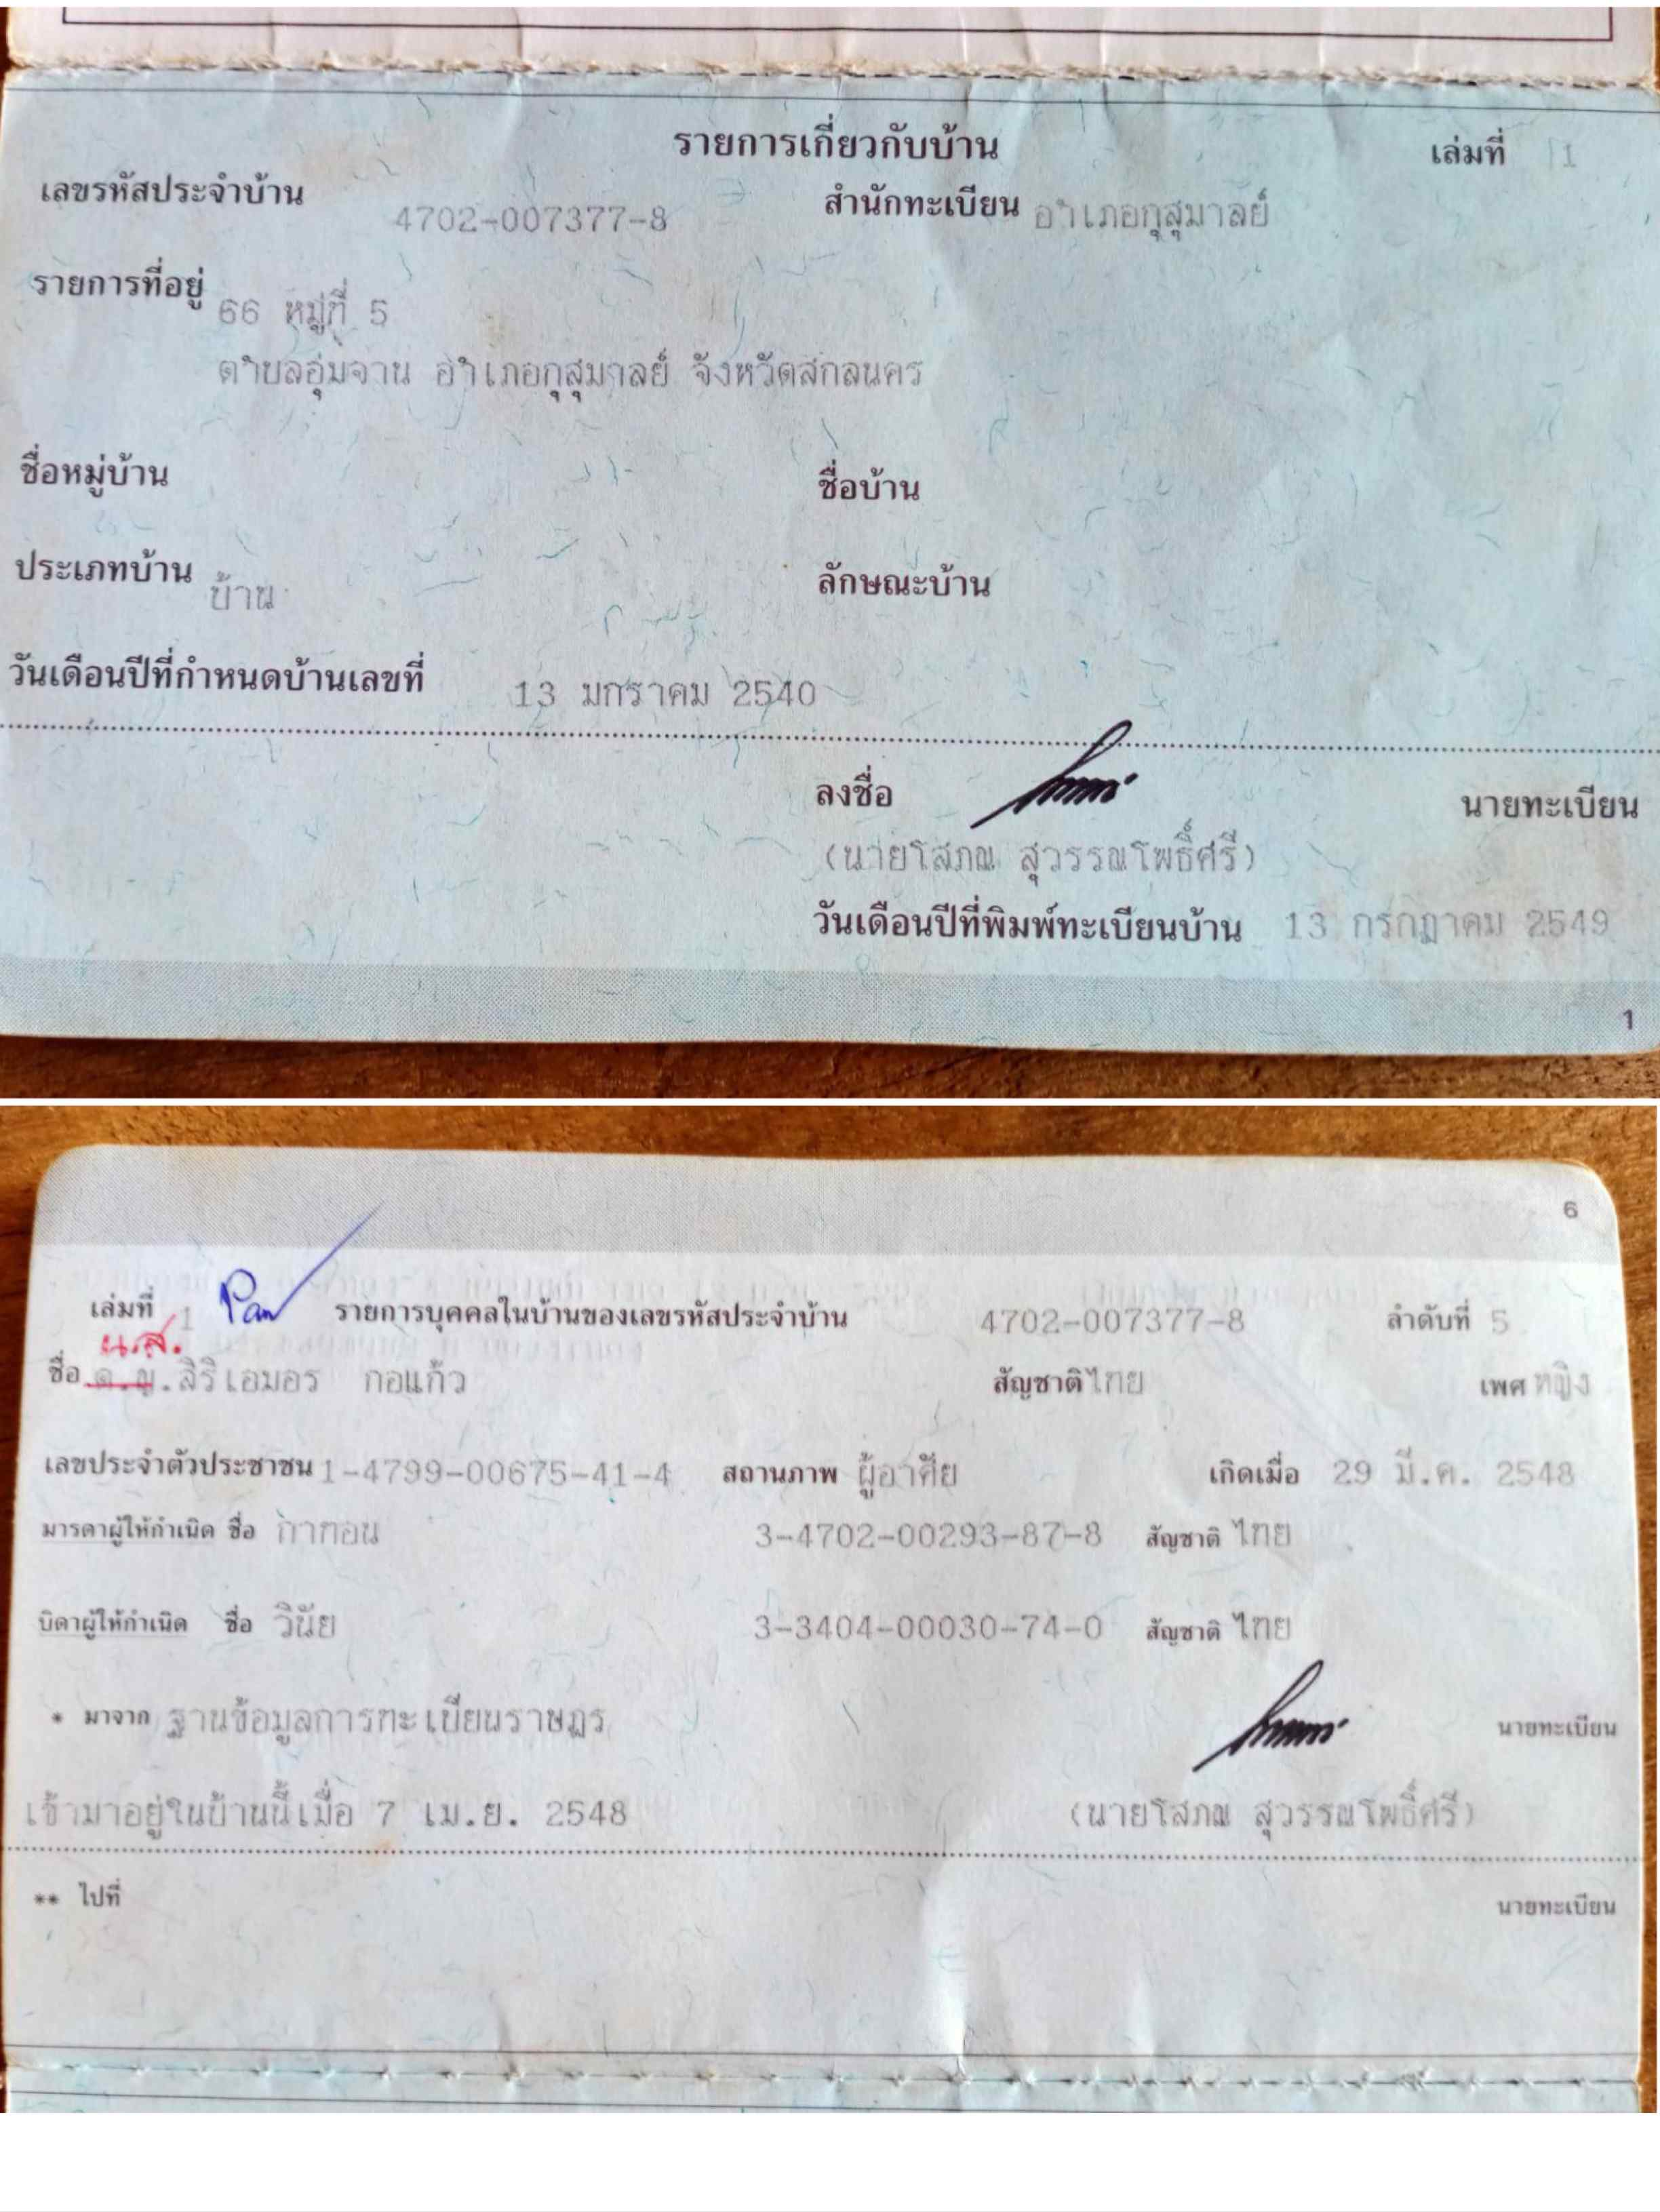 รายการเกี่ยวกับบ้าน เล่มที่ 1
เลขรหัสประจำบ้าน 4702-007377-8 สำนักทะเบียน อำเภอกุสุมาลย์
รายการที่อยู่ 66 หมู่ที่ 5
ตำบลอุ่มจาน อำเภอกุสุมาลย์ จังหวัดสกลนคร
ชื่อหมู่บ้าน ชื่อบ้าน
ประเภทบ้าน บ้าน ลักษณะบ้าน
วันเดือนปีที่กำหนดบ้านเลขที่ 13 มกราคม 2540
ลงชื่อ นายทะเบียน
(นายโสภณ สุวรรณโพธิ์ศรี)
วันเดือนปีที่พิมพ์ทะเบียนบ้าน 13 กรกฎาคม 2549
1
6
เล่มที่ 1 รายการบุคคลในบ้านของเลขรหัสประจำบ้าน 4702-007377-8 ลำดับที่ 5
น.ส.
ชื่อ ด.ญ.สิริเอมอร กอแก้ว สัญชาติ ไทย เพศ หญิง
เลขประจำตัวประชาชน 1-4799-00675-41-4 สถานภาพ ผู้อาศัย เกิดเมื่อ 29 มี.ค. 2548
มารดาผู้ให้กำเนิด ชื่อ 3-4702-00293-87-8 สัญชาติ ไทย
บิดาผู้ให้กำเนิด ชื่อ วินัย 3-3404-00030-74-0 สัญชาติ ไทย
* มาจาก ฐานข้อมูลการทะเบียนราษฎร นายทะเบียน
เข้ามาอยู่ในบ้านนี้เมื่อ 7 เม.ย. 2548 (นายโสภณ สุวรรณโพธิ์ศรี)
** ไปที่ นายทะเบียน